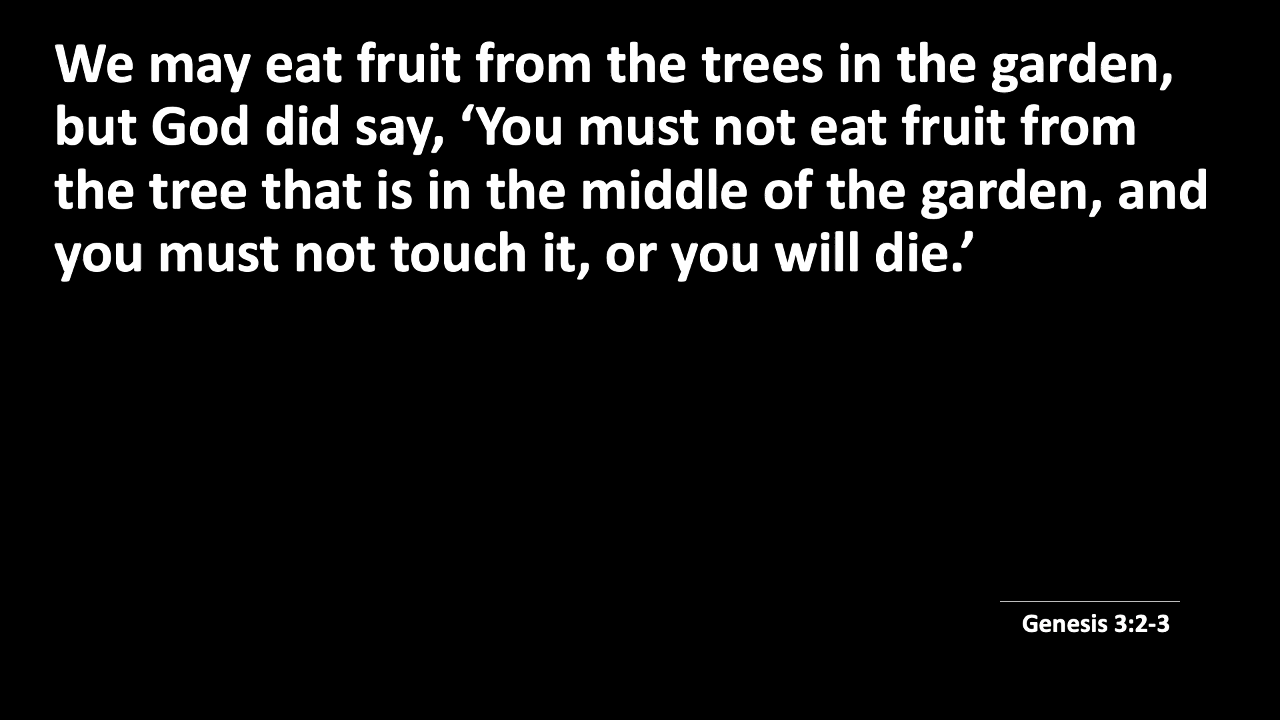 We may eat fruit from the trees in the garden,
but God did say, ‘You must not eat fruit from
the tree that is in the middle of the garden, and
you must not touch it, or you will die.’
Genesis 3:2-3